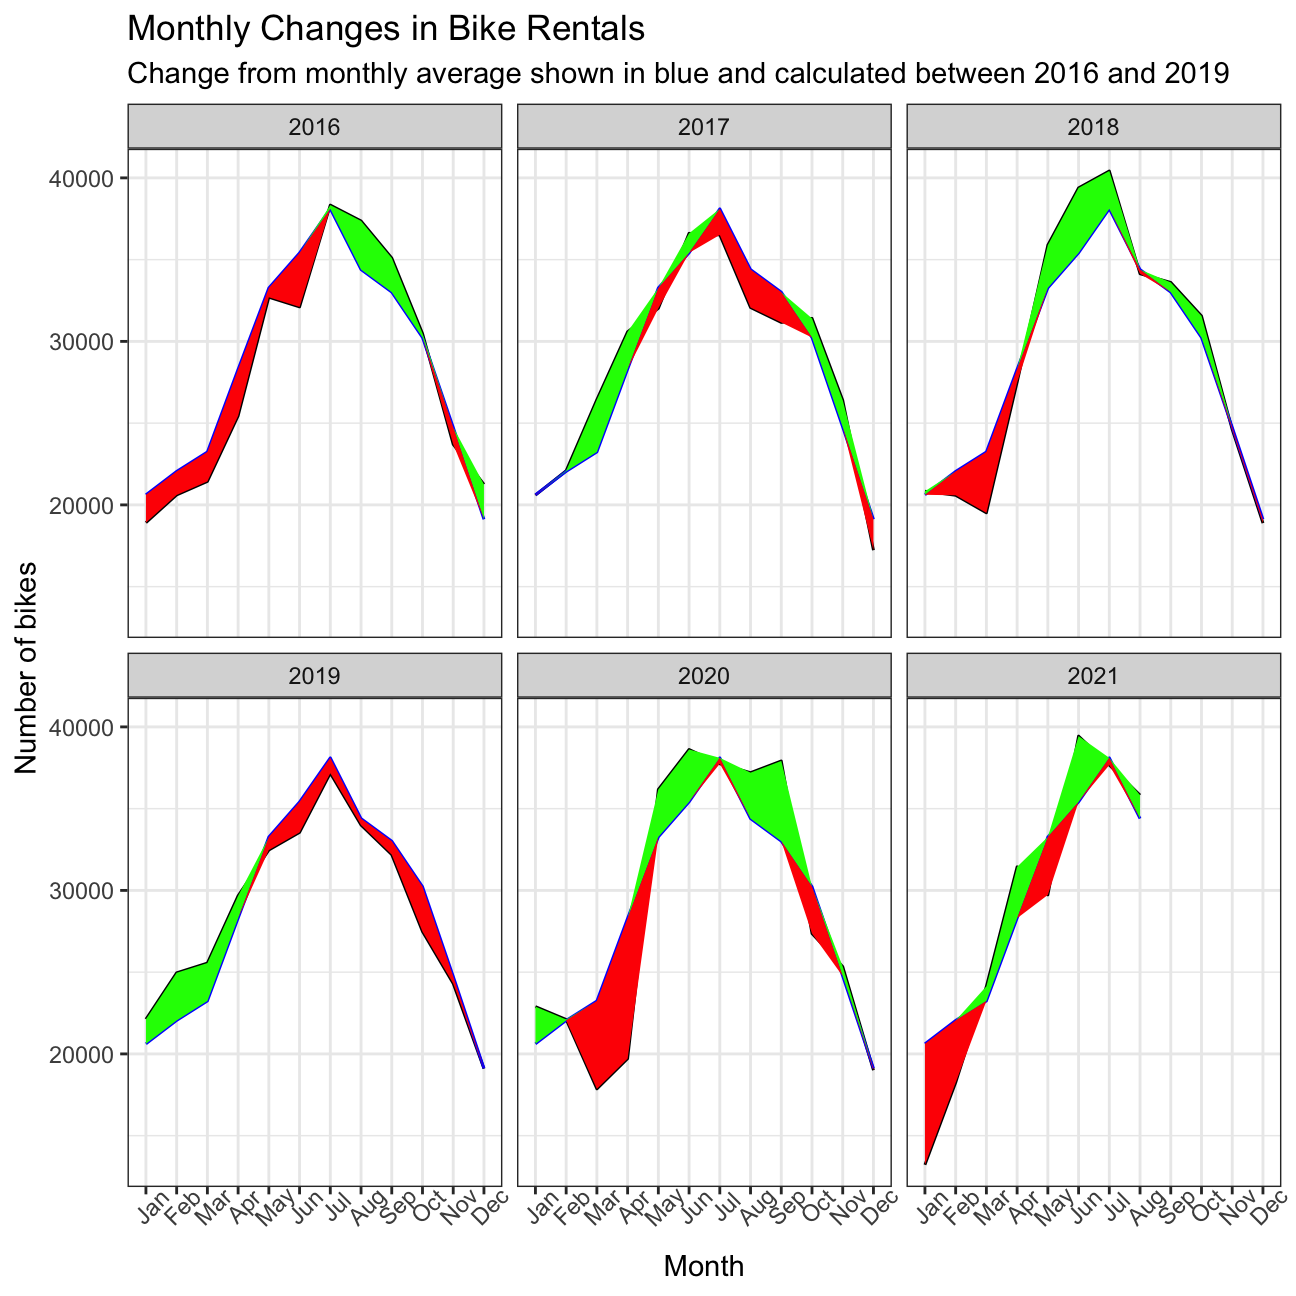 Monthly Changes in Bike Rentals
Change from monthly average shown in blue and calculated between 2016 and 2019
2016
2017
2018
40000
30000
20000
Number of bikes
2019
2020
2021
40000
30000
20000
Jan Feb Mar Apr May Jun Jul Aug Sep Oct Nov Dec
Jan Feb Mar Apr May Jun Jul Aug Sep Oct Nov Dec
Jan Feb Mar Apr May Jun Jul Aug Sep Oct Nov Dec
Month